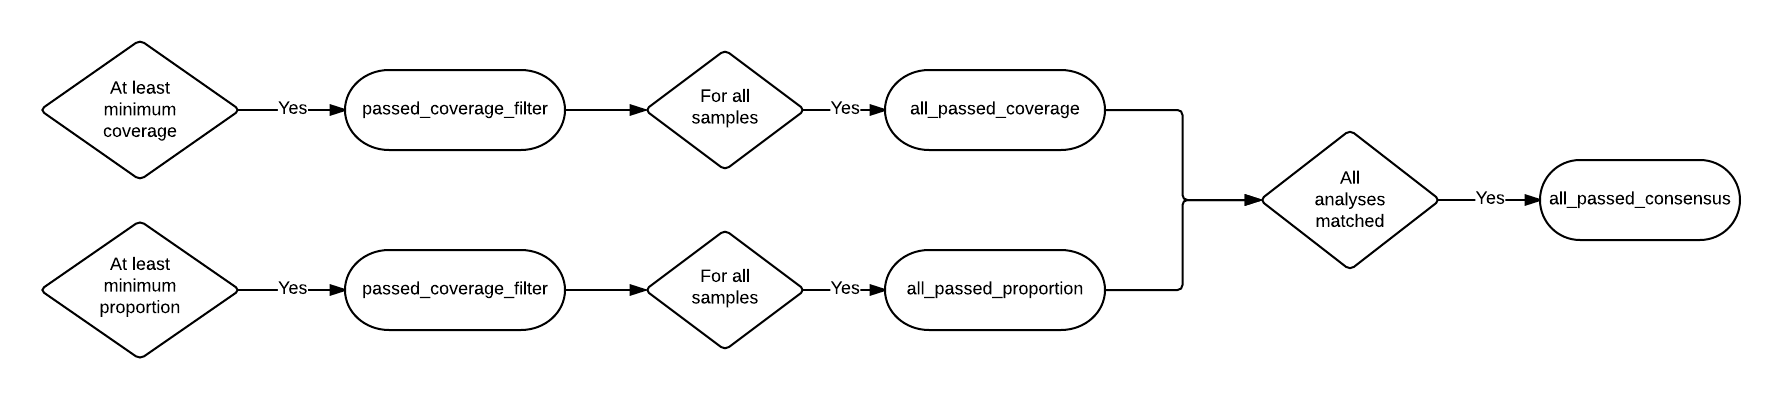 At least
minimum
coverage
Yes
passed_coverage_filter
For all
samples
Yes
all_passed_coverage
At least
minimum
proportion
Yes
passed_coverage_filter
For all
samples
Yes
all_passed_proportion
All
analyses
matched
Yes
all_passed_consensus